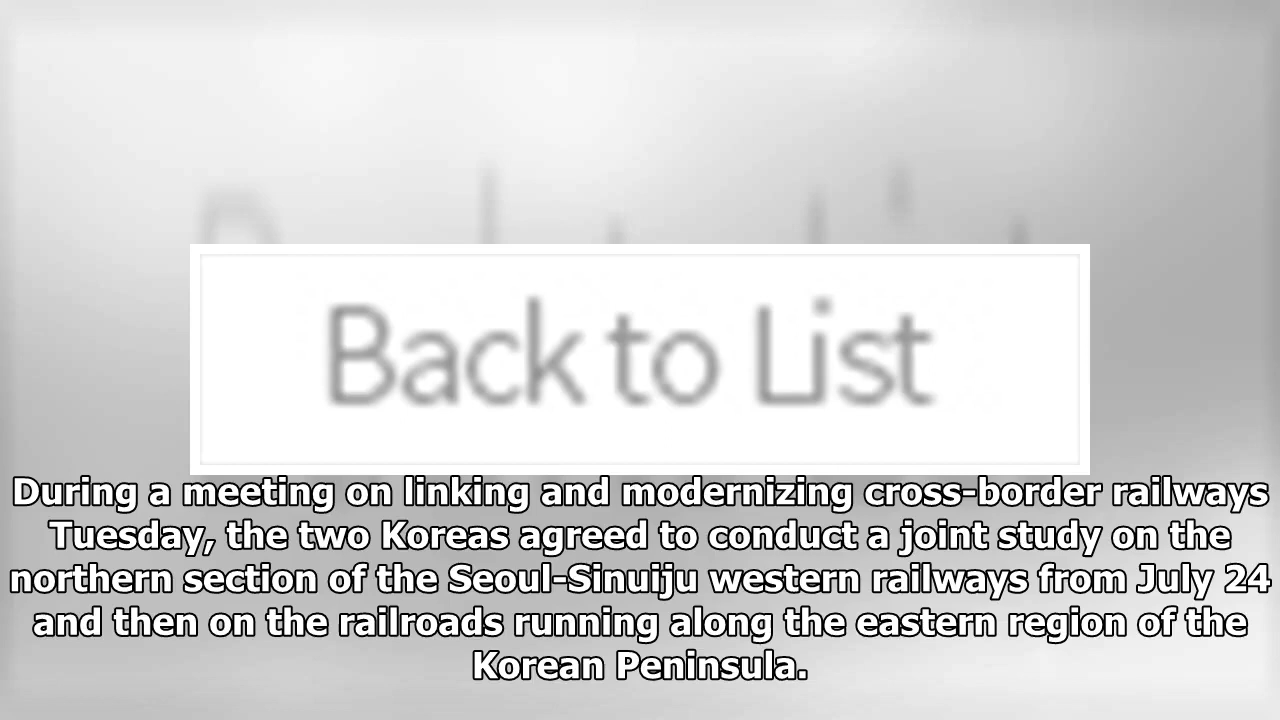 Back to List
During a meeting on linking and modernizing cross-border railways
Tuesday, the two Koreas agreed to conduct a joint study on the
northern section of the Seoul-Sinuiju western railways from July 24
and then on the railroads running along the eastern region of the
Korean Peninsula.